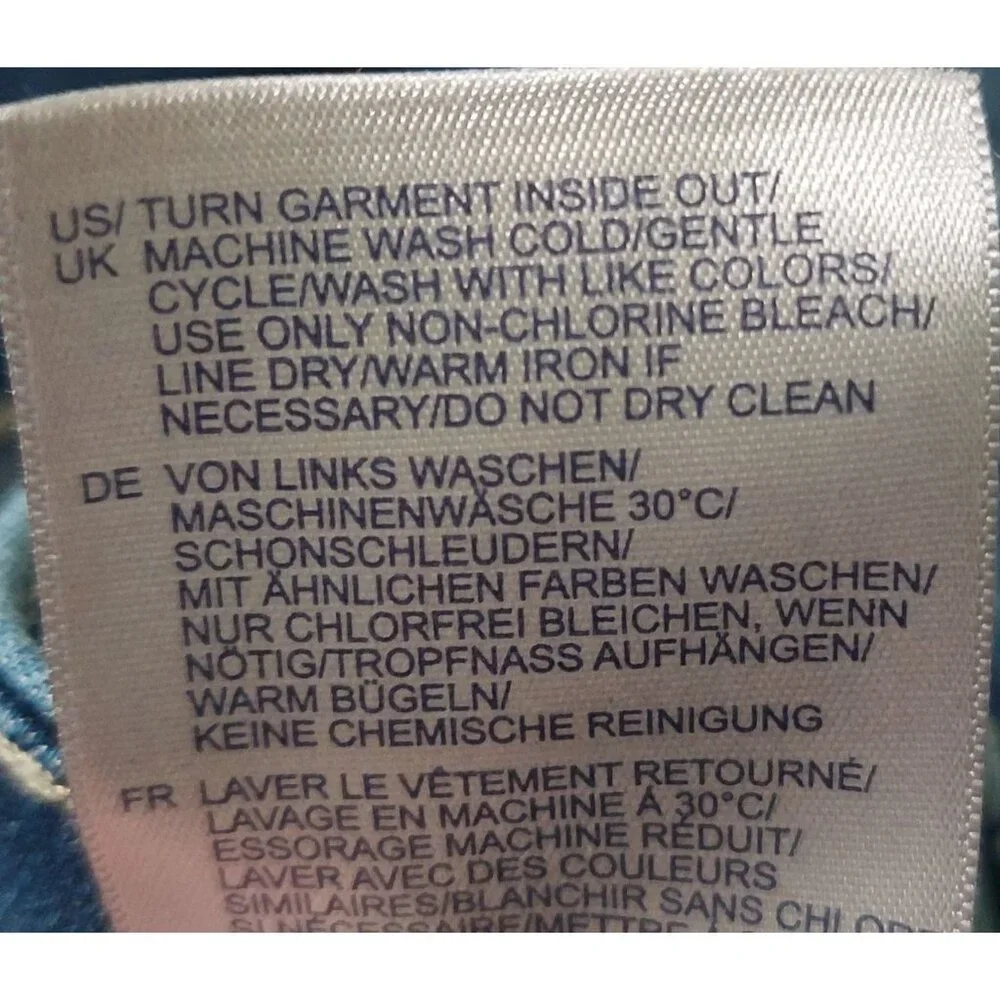 US/ TURN GARMENT INSIDE OUT/
UK MACHINE WASH COLD/GENTLE
CYCLE/WASH WITH LIKE COLORS/
USE ONLY NON-CHLORINE BLEACH/
LINE DRY/WARM IRON IF
NECESSARY/DO NOT DRY CLEAN
DE VON LINKS WASCHEN/
MASCHINENWÄSCHE 30°C/
SCHONSCHLEUDERN/
MIT ÄHNLICHEN FARBEN WASCHEN/
NUR CHLORFREI BLEICHEN, WENN
NÖTIG/TROPFNASS AUFHÄNGEN/
WARM BÜGELN/
KEINE CHEMISCHE REINIGUNG
FR LAVER LE VÊTEMENT RETOURNÉ/
LAVAGE EN MACHINE À 30°C/
ESSORAGE MACHINE RÉDUIT/
LAVER AVEC DES COULEURS
SIMILAIRES/BLANCHIR SANS
SI NÉCESSAIRE/METTRE